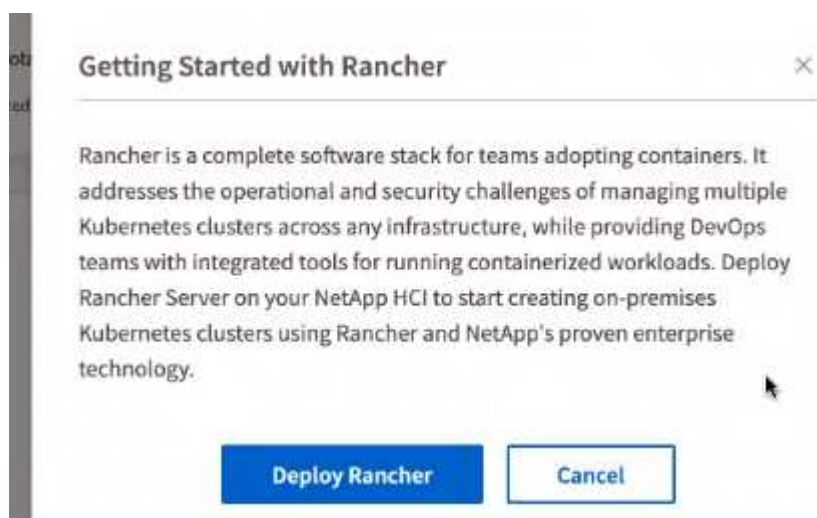 Getting Started with Rancher
Rancher is a complete software stack for teams adopting containers. It
addresses the operational and security challenges of managing multiple
Kubernetes clusters across any infrastructure, while providing DevOps
teams with integrated tools for running containerized workloads. Deploy
Rancher Server on your NetApp HCI to start creating on-premises
Kubernetes clusters using Rancher and NetApp's proven enterprise
technology.
Deploy Rancher
Cancel